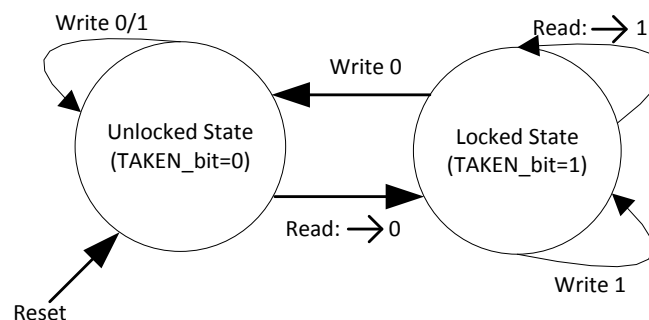 Write 0/1
Read: → 1
Write 0
Unlocked State
(TAKEN_bit=0)
Locked State
(TAKEN_bit=1)
Read: → 0
Write 1
Reset